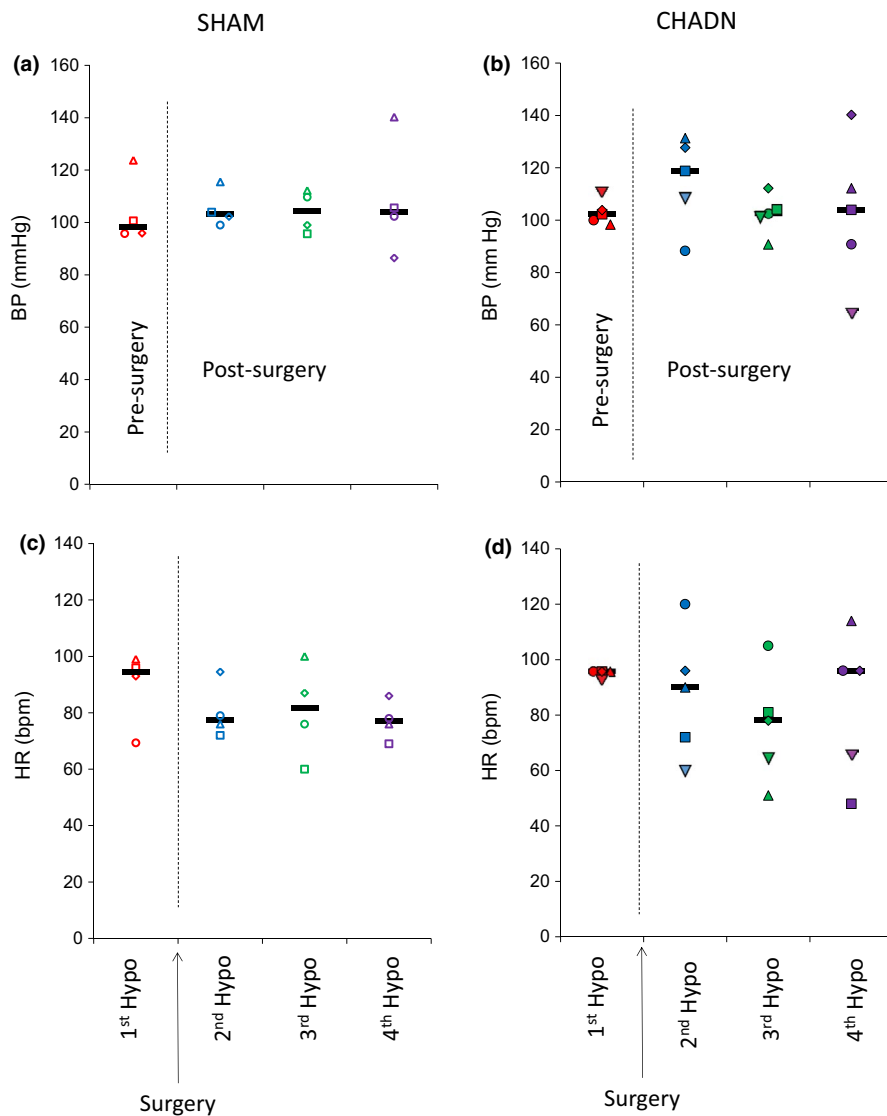 SHAM
CHADN
(a)
160
140
120
100
80
60
40
20
0
BP (mmHg)
Pre-surgery
Post-surgery
(b)
160
140
120
100
80
60
40
20
0
BP (mm Hg)
Pre-surgery
Post-surgery
(c)
140
120
100
80
60
40
20
0
HR (bpm)
1st Hypo
2nd Hypo
3rd Hypo
4th Hypo
Surgery
(d)
140
120
100
80
60
40
20
0
HR (bpm)
1st Hypo
2nd Hypo
3rd Hypo
4th Hypo
Surgery